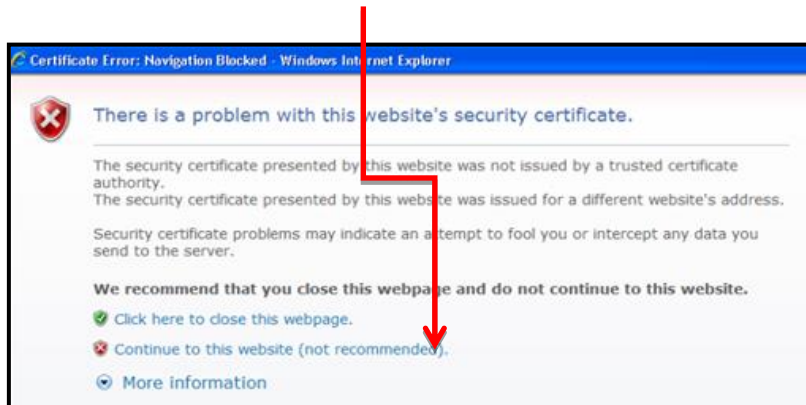 Certificate Error: Navigation Blocked - Windows Internet Explorer
There is a problem with this website's security certificate.
The security certificate presented by this website was not issued by a trusted certificate
authority.
The security certificate presented by this website was issued for a different website's address.
Security certificate problems may indicate an attempt to fool you or intercept any data you
send to the server.
We recommend that you close this webpage and do not continue to this website.
Click here to close this webpage.
Continue to this website (not recommended).
More information